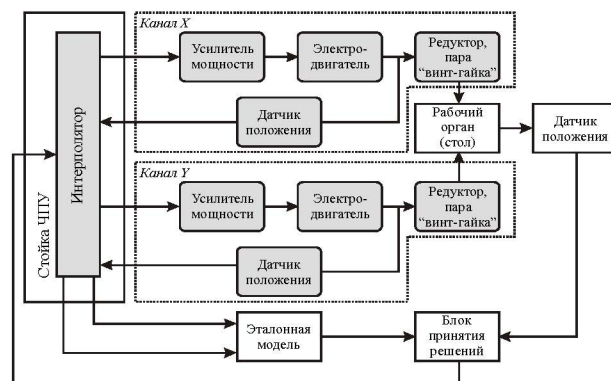 Канал X
Усилитель
мощности
Электро-
двигатель
Редуктор,
пара
“винт-гайка”
Датчик
положения
Рабочий
орган
(стол)
Датчик
положения
Интерполятор
Стойка ЧПУ
Канал Y
Усилитель
мощности
Электро-
двигатель
Редуктор,
пара
“винт-гайка”
Датчик
положения
Эталонная
модель
Блок
принятия
решений